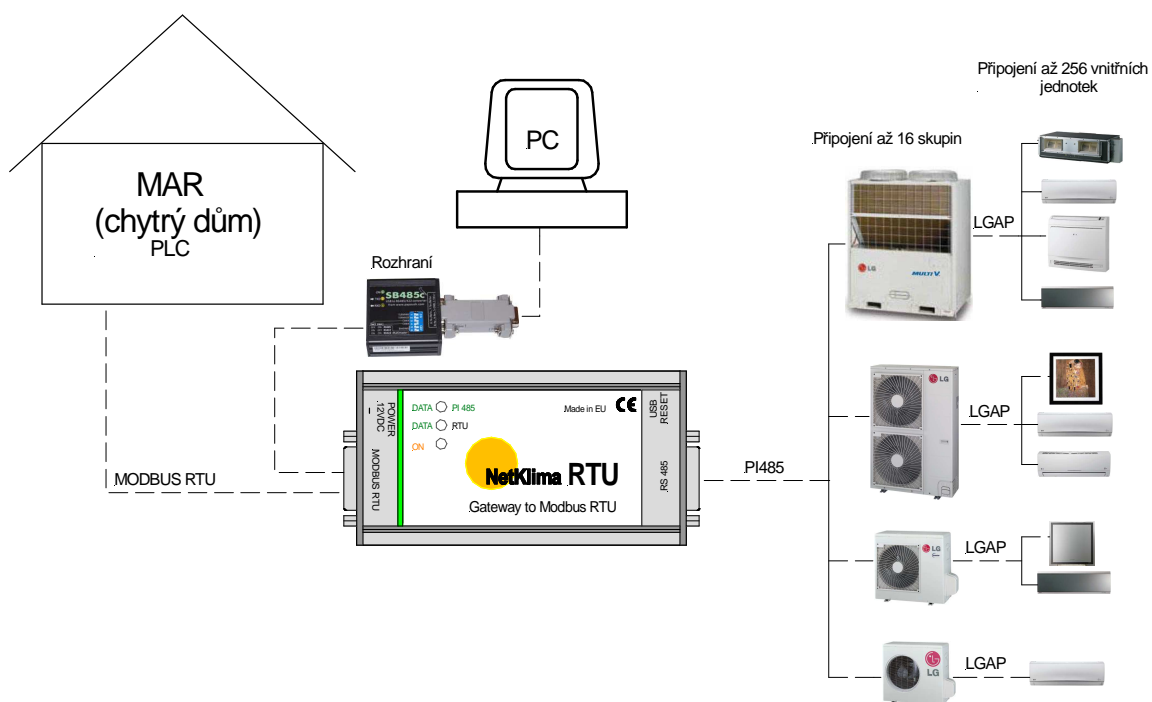 Připojení až 256 vnitřních
jednotek
Připojení až 16 skupin
PC
MAR
(chytrý dům)
PLC
Rozhraní
SB485c
LG
MULTI V.
LGAP
POWER
12VDC
MODBUS RTU
DATA PI 485
DATA RTU
ON
Made in EU CE
NetKlima RTU
Gateway to Modbus RTU
USB
RESET
RS 485
MODBUS RTU
PI485
LG
LGAP
LG
LGAP
LG
LGAP